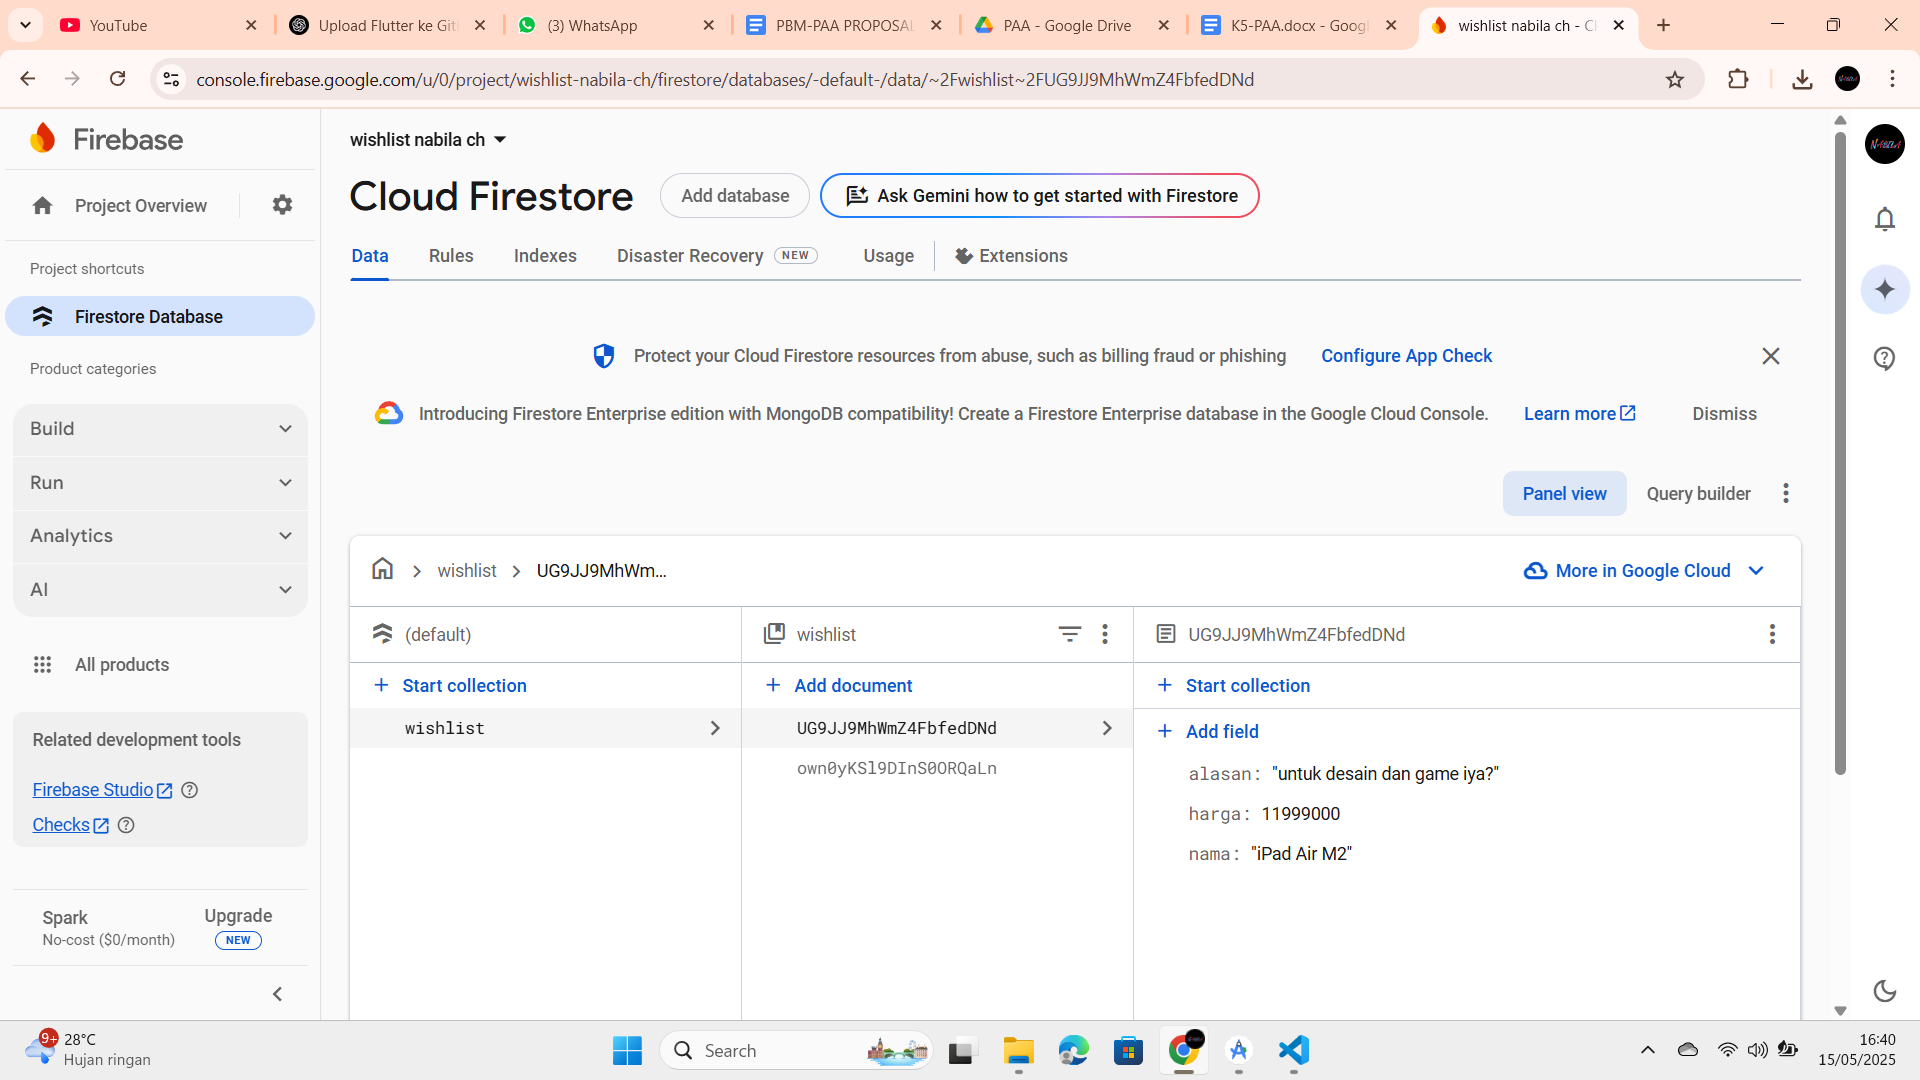 YouTube
Upload Flutter ke Git
(3) WhatsApp
PBM-PAA PROPOSAL
PAA - Google Drive
K5-PAA.docx - Googl
wishlist nabila ch - Cl
console.firebase.google.com/u/0/project/wishlist-nabila-ch/firestore/databases/-default-/data/~2Fwishlist~2FUG9JJ9MhWmZ4FbfedDNd
Firebase
Project Overview
Project shortcuts
Firestore Database
Product categories
Build
Run
Analytics
AI
All products
Related development tools
Firebase Studio
Checks
Spark
No-cost ($0/month)
Upgrade
NEW
wishlist nabila ch
Cloud Firestore
Add database
Ask Gemini how to get started with Firestore
Data
Rules
Indexes
Disaster Recovery NEW
Usage
Extensions
Protect your Cloud Firestore resources from abuse, such as billing fraud or phishing
Configure App Check
Introducing Firestore Enterprise edition with MongoDB compatibility! Create a Firestore Enterprise database in the Google Cloud Console.
Learn more
Dismiss
Panel view
Query builder
wishlist
UG9JJ9MhWm...
More in Google Cloud
(default)
Start collection
wishlist
wishlist
Add document
UG9JJ9MhWmZ4FbfedDNd
own0yKSl9DInS0ORQaLn
UG9JJ9MhWmZ4FbfedDNd
Start collection
Add field
alasan: "untuk desain dan game iya?"
harga: 11999000
nama: "iPad Air M2"
9+
28°C
Hujan ringan
Search
16:40
15/05/2025